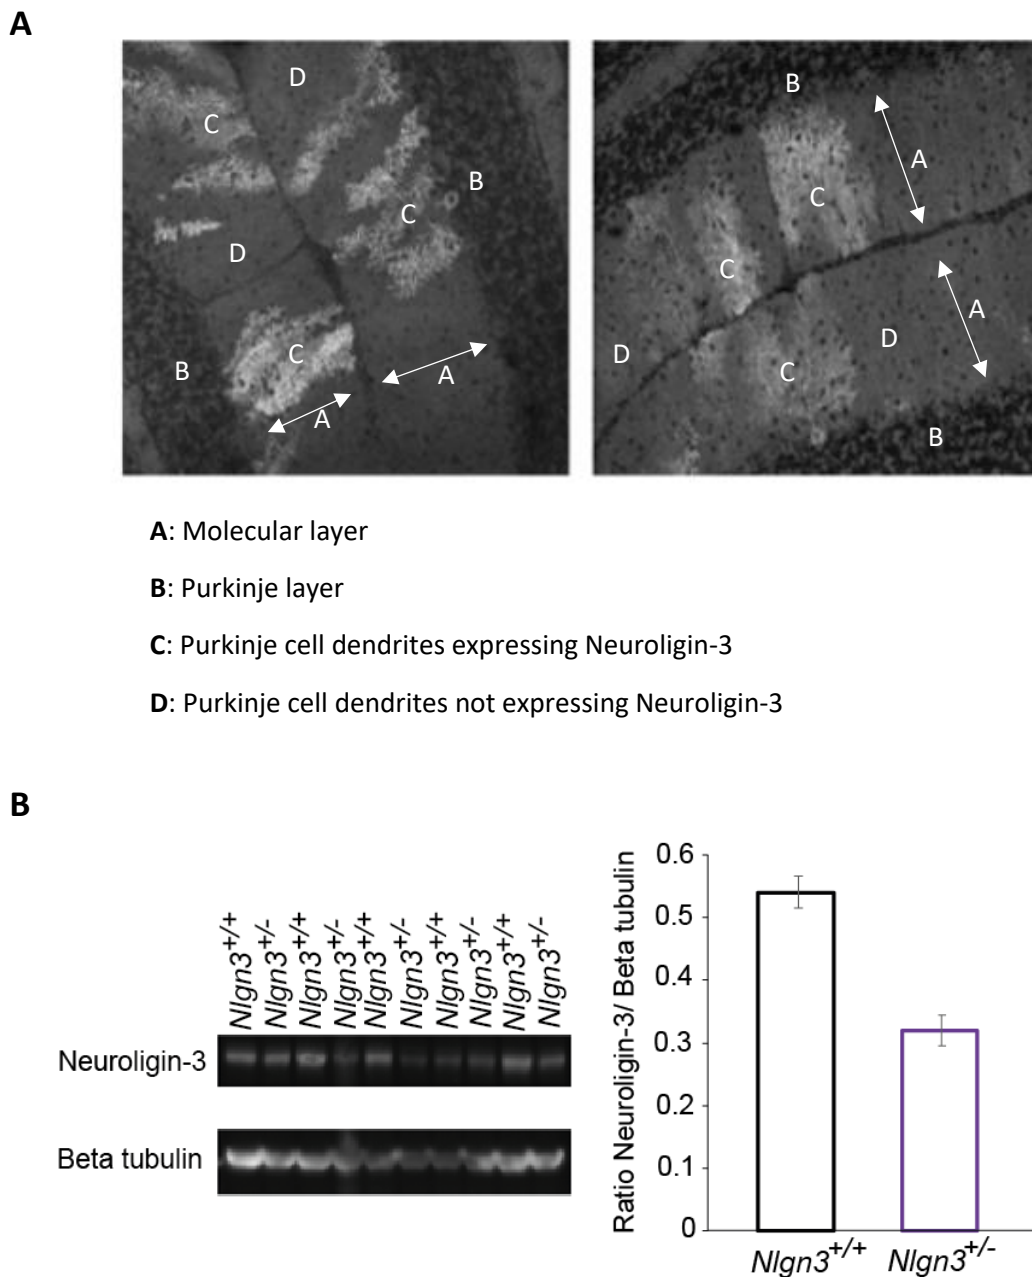 A
D
C
B
C
D
B
C
A
A
B
A
C
C
A
D
D
C
B
A: Molecular layer
B: Purkinje layer
C: Purkinje cell dendrites expressing Neuroligin-3
D: Purkinje cell dendrites not expressing Neuroligin-3
B
Nlgn3+/+ Nlgn3+/- Nlgn3+/+ Nlgn3+/- Nlgn3+/+ Nlgn3+/- Nlgn3+/+ Nlgn3+/- Nlgn3+/+ Nlgn3+/-
Neuroligin-3
Beta tubulin
Ratio Neuroligin-3/ Beta tubulin
0.6
0.5
0.4
0.3
0.2
0.1
0
Nlgn3+/+ Nlgn3+/-